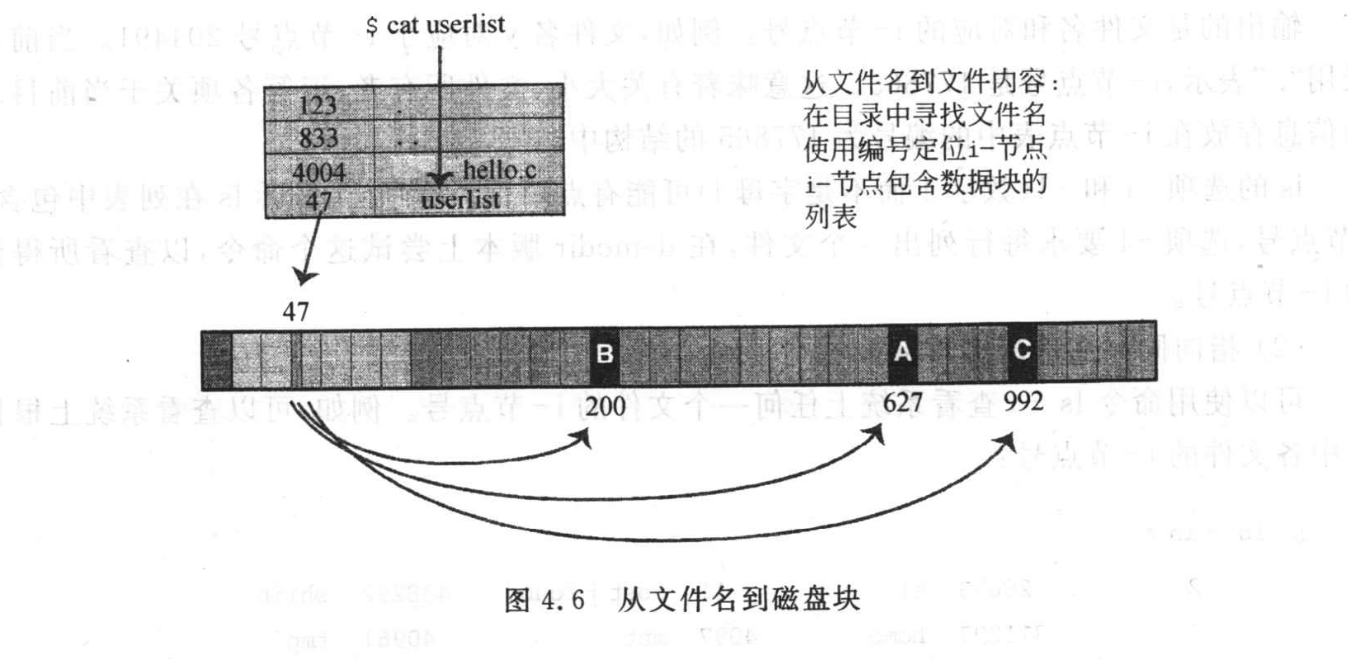 $ cat userlist
从文件名到文件内容:
在目录中寻找文件名
使用编号定位i-节点
i-节点包含数据块的
列表
123 .
833 ..
4004 hello.c
47 userlist
47
B A C
200 627 992
图 4.6 从文件名到磁盘块